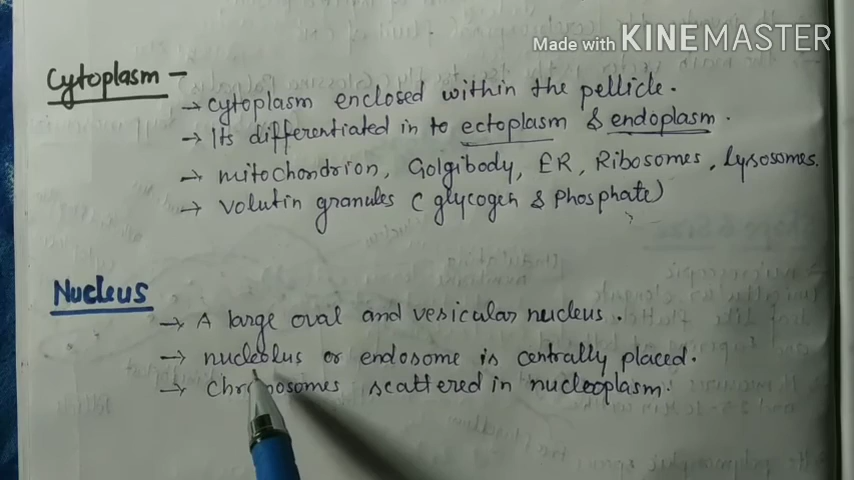 Made with KINEMASTER
Cytoplasm -
→ cytoplasm enclosed within the pellicle.
→ Its differentiated in to ectoplasm & endoplasm.
→ mitochondrion, Golgibody, ER, Ribosomes, lysosomes.
→ volutin granules (glycogen & phosphate)
Nucleus
→ A large oval and vesicular nucleus.
→ nucleolus or endosome is centrally placed.
→ chromosomes scattered in nucleoplasm.